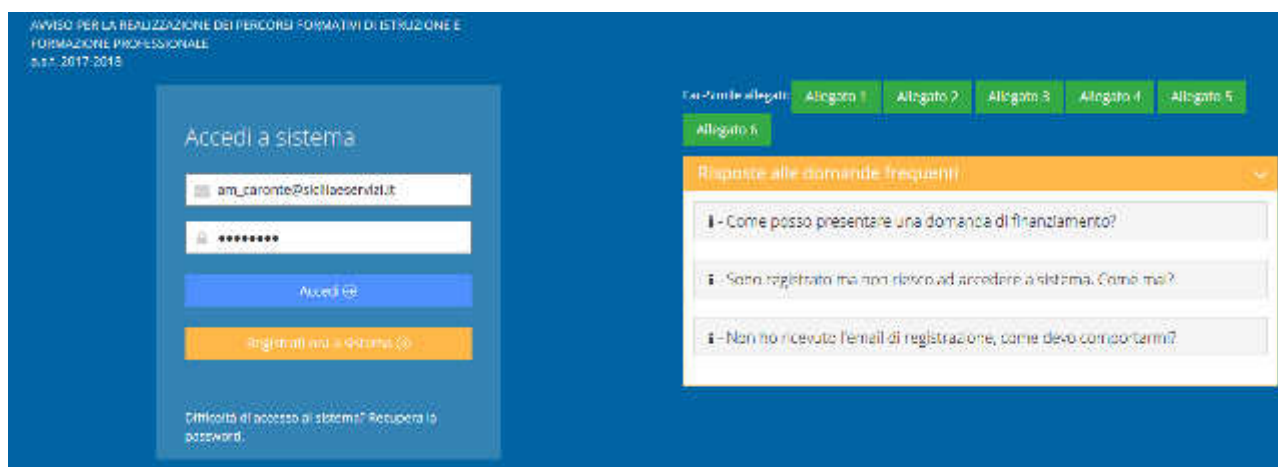 AVVISO PER LA REALIZZAZIONE DEI PERCORSI FORMATIVI DI ISTRUZIONE E
FORMAZIONE PROFESSIONALE
a.s.f. 2017-2018
Accedi a sistema
am_caronte@siciliaeservizi.it
••••••••
Accedi
Registrati ora a sistema
Difficoltà di accesso al sistema? Recupera la
password.
Fac-Simile allegati: Allegato 1 Allegato 2 Allegato 3 Allegato 4 Allegato 5
Allegato 6
Risposte alle domande frequenti
- Come posso presentare una domanda di finanziamento?
- Sono registrato ma non riesco ad accedere a sistema. Come mai?
- Non ho ricevuto l'email di registrazione, come devo comportarmi?